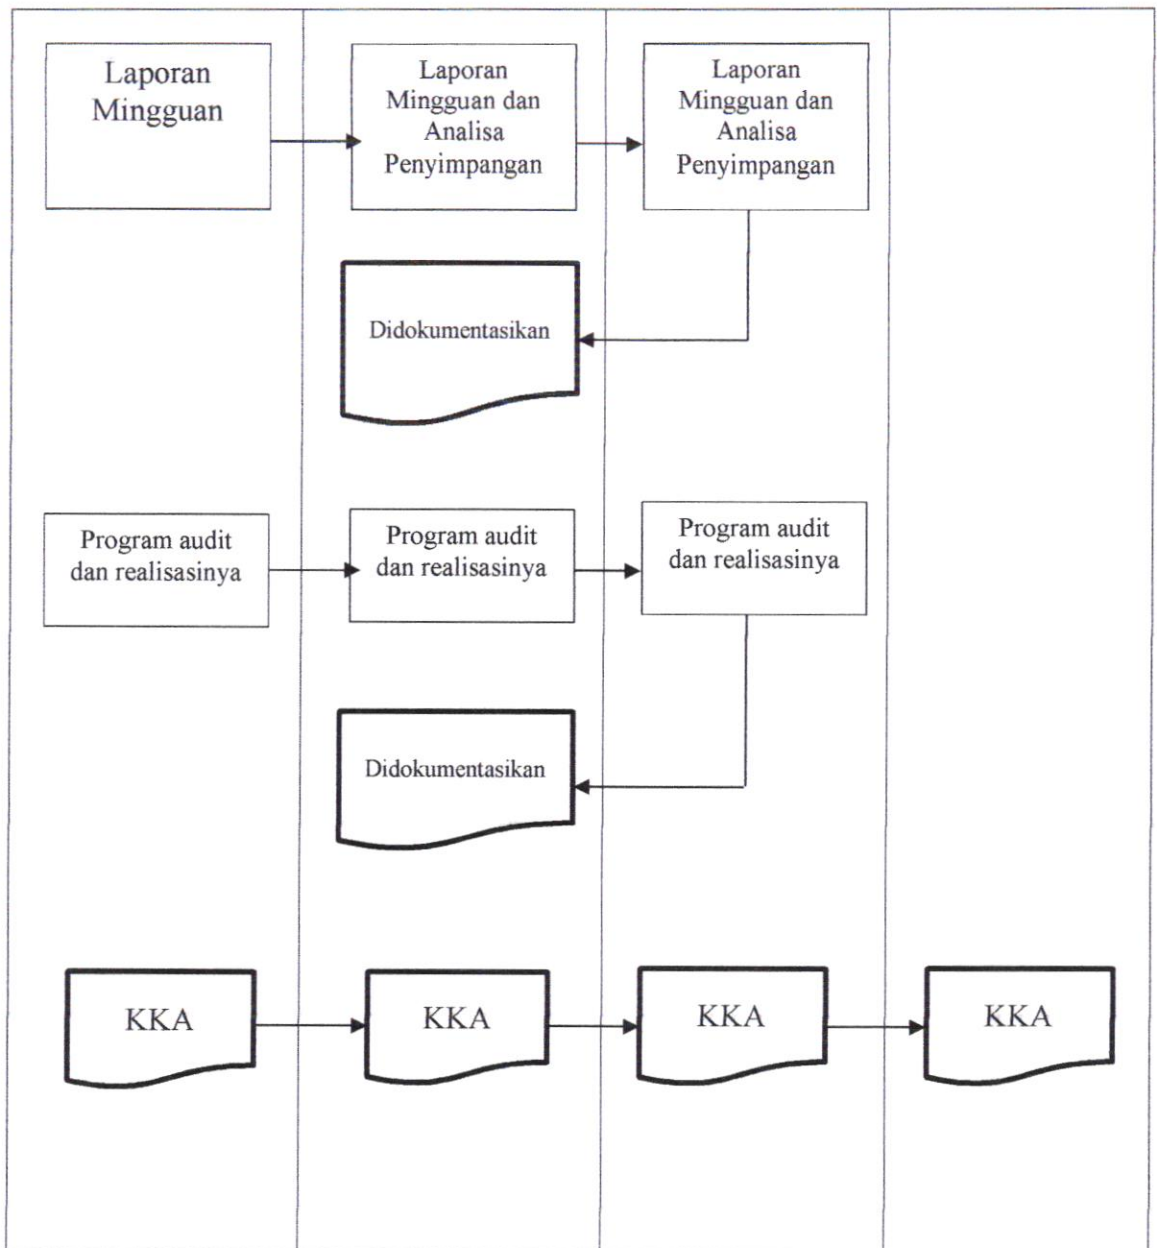 Laporan
Mingguan
Laporan
Mingguan dan
Analisa
Penyimpangan
Laporan
Mingguan dan
Analisa
Penyimpangan
Didokumentasikan
Program audit
dan realisasinya
Program audit
dan realisasinya
Program audit
dan realisasinya
Didokumentasikan
KKA
KKA
KKA
KKA